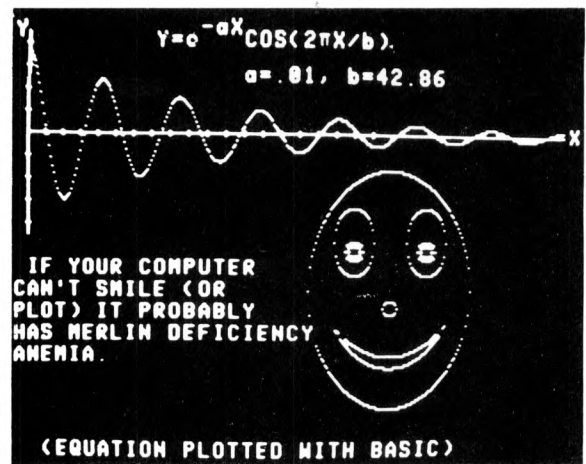 Y
Y=e^-aX COS(2πX/b).
a=.01, b=42.86
X
IF YOUR COMPUTER
CAN'T SMILE (OR
PLOT) IT PROBABLY
HAS MERLIN DEFICIENCY
ANEMIA.
(EQUATION PLOTTED WITH BASIC)